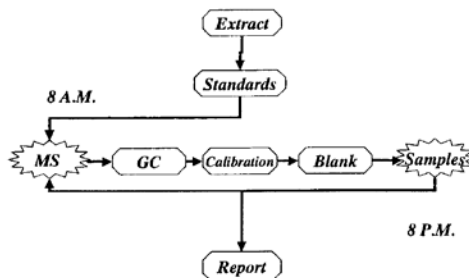 Extract
Standards
8 A.M.
MS
GC
Calibration
Blank
Samples
8 P.M.
Report